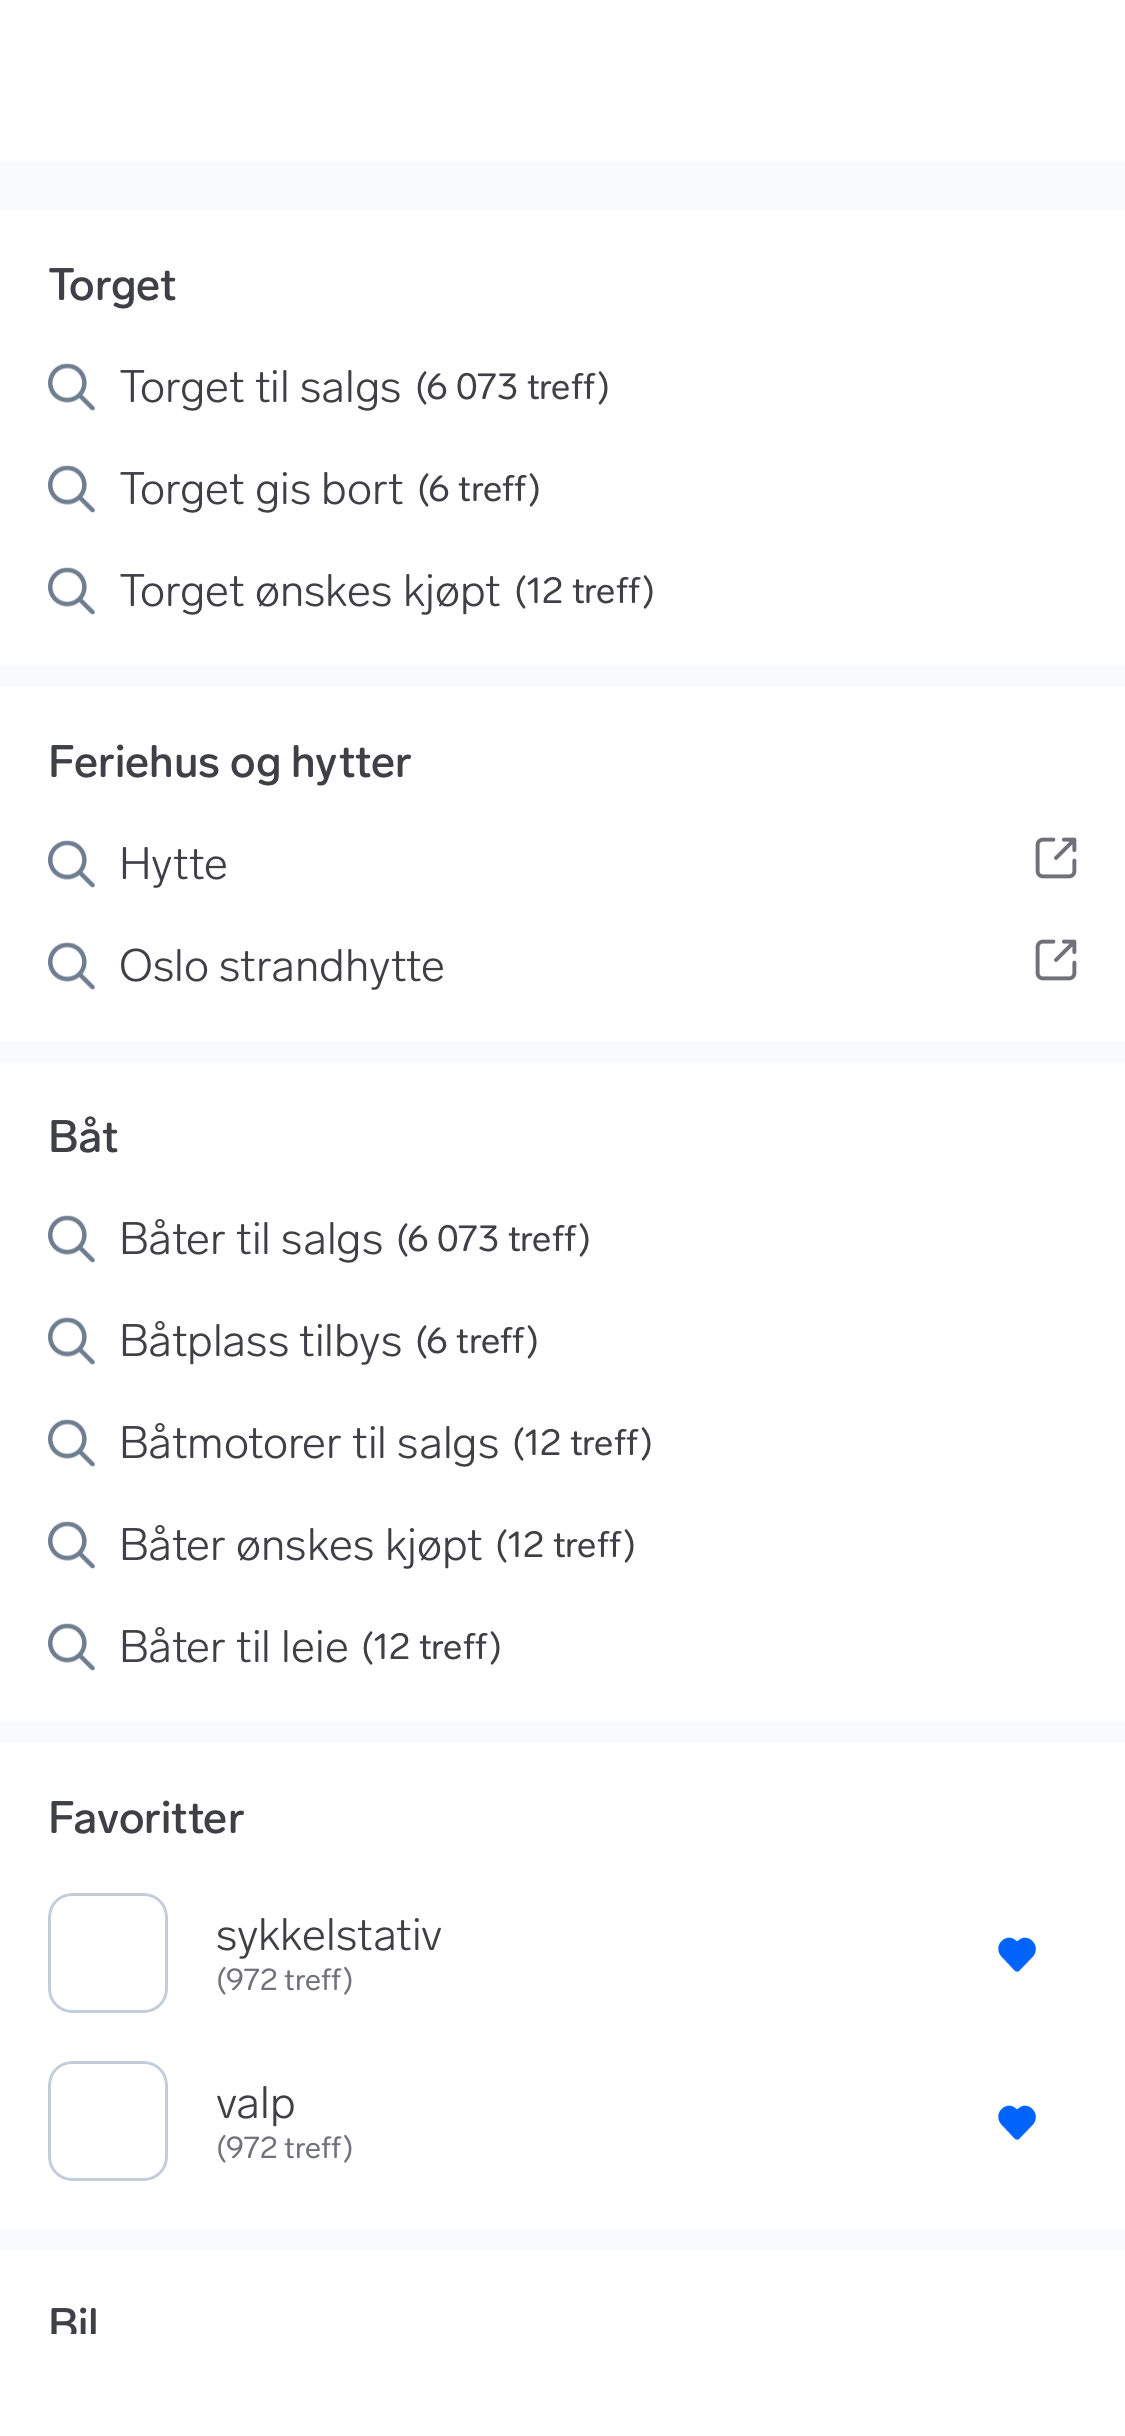 Torget
Torget til salgs (6 073 treff)
Torget gis bort (6 treff)
Torget ønskes kjøpt (12 treff)
Feriehus og hytter
Hytte
Oslo strandhytte
Båt
Båter til salgs (6 073 treff)
Båtplass tilbys (6 treff)
Båtmotorer til salgs (12 treff)
Båter ønskes kjøpt (12 treff)
Båter til leie (12 treff)
Favoritter
sykkelstativ
(972 treff)
valp
(972 treff)
Bil